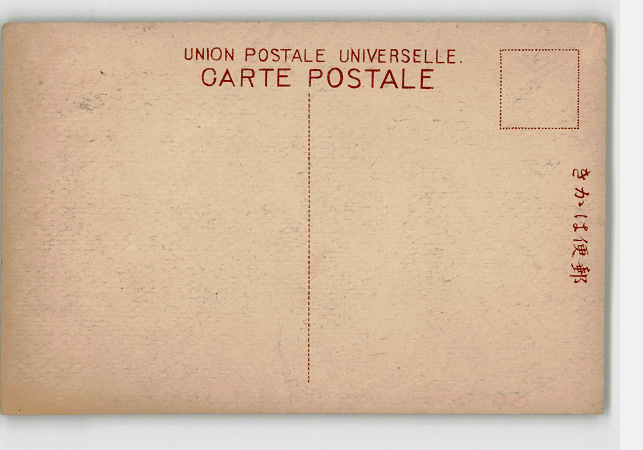 UNION POSTALE UNIVERSELLE.
CARTE POSTALE
きかは便郵